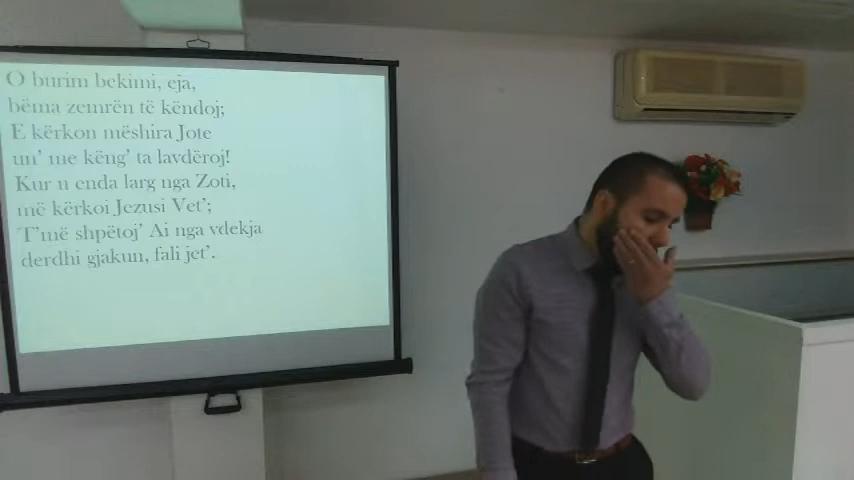 O burim bekimi, eja,
bëma zemrën të këndoj;
E kërkon mëshira Jote
un' me këng' ta lavdëroj!
Kur u enda larg nga Zoti,
më kërkoi Jezusi Vet';
T'më shpëtoj' Ai nga vdekja
derdhi gjakun, fali jet'.